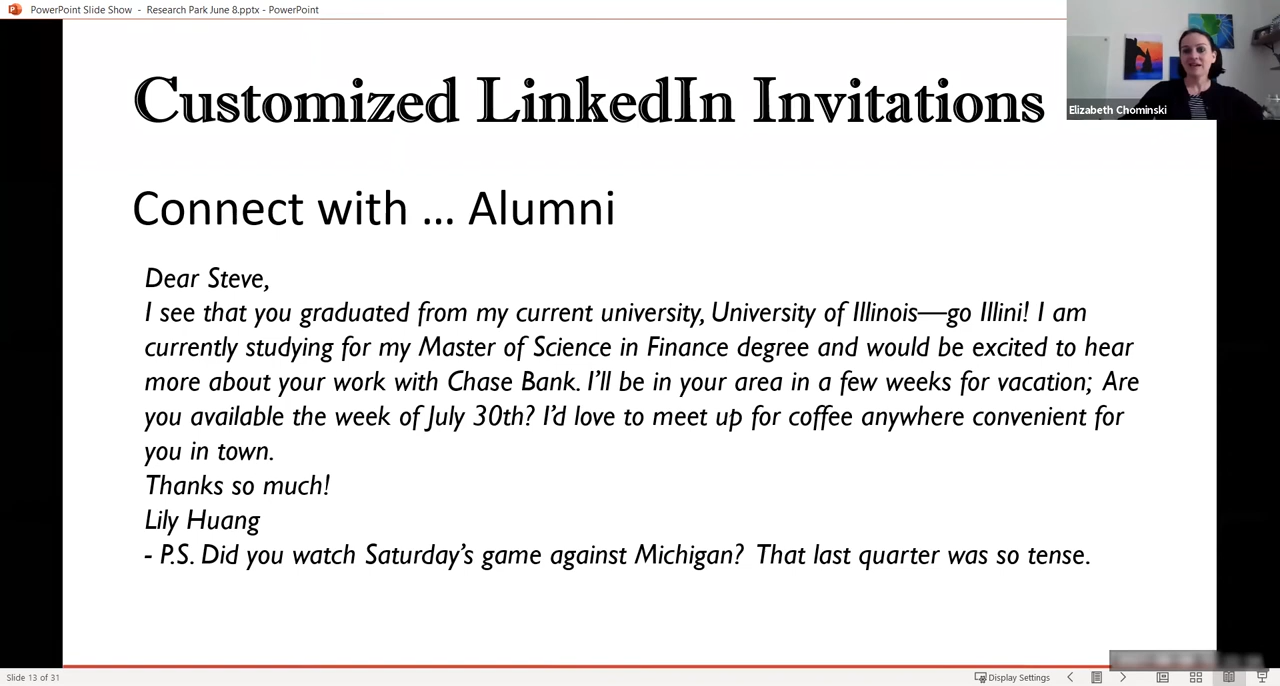 PowerPoint Slide Show - Research Park June 8.pptx - PowerPoint
Elizabeth Chominski
Customized LinkedIn Invitations
Connect with ... Alumni
Dear Steve,
I see that you graduated from my current university, University of Illinois—go Illini! I am
currently studying for my Master of Science in Finance degree and would be excited to hear
more about your work with Chase Bank. I'll be in your area in a few weeks for vacation; Are
you available the week of July 30th? I'd love to meet up for coffee anywhere convenient for
you in town.
Thanks so much!
Lily Huang
- P.S. Did you watch Saturday's game against Michigan? That last quarter was so tense.
Slide 13 of 31
Display Settings